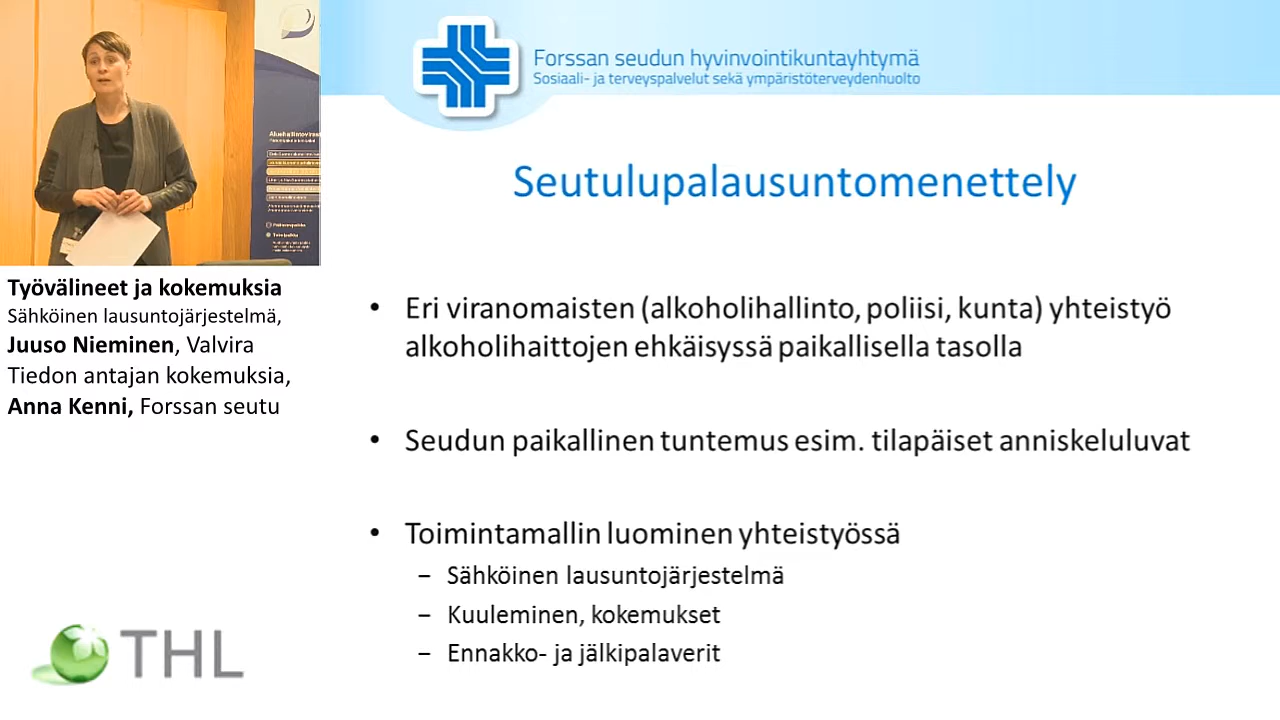 Forssan seudun hyvinvointikuntayhtymä
Sosiaali- ja terveyspalvelut sekä ympäristöterveydenhuolto
Seutulupalausuntomenettely
Työvälineet ja kokemuksia
Sähköinen lausuntojärjestelmä,
Juuso Nieminen, Valvira
Tiedon antajan kokemuksia,
Anna Kenni, Forssan seutu
• Eri viranomaisten (alkoholihallinto, poliisi, kunta) yhteistyö
alkoholihaittojen ehkäisyssä paikallisella tasolla
• Seudun paikallinen tuntemus esim. tilapäiset anniskeluluvat
• Toimintamallin luominen yhteistyössä
– Sähköinen lausuntojärjestelmä
– Kuuleminen, kokemukset
– Ennakko- ja jälkipalaverit
THL